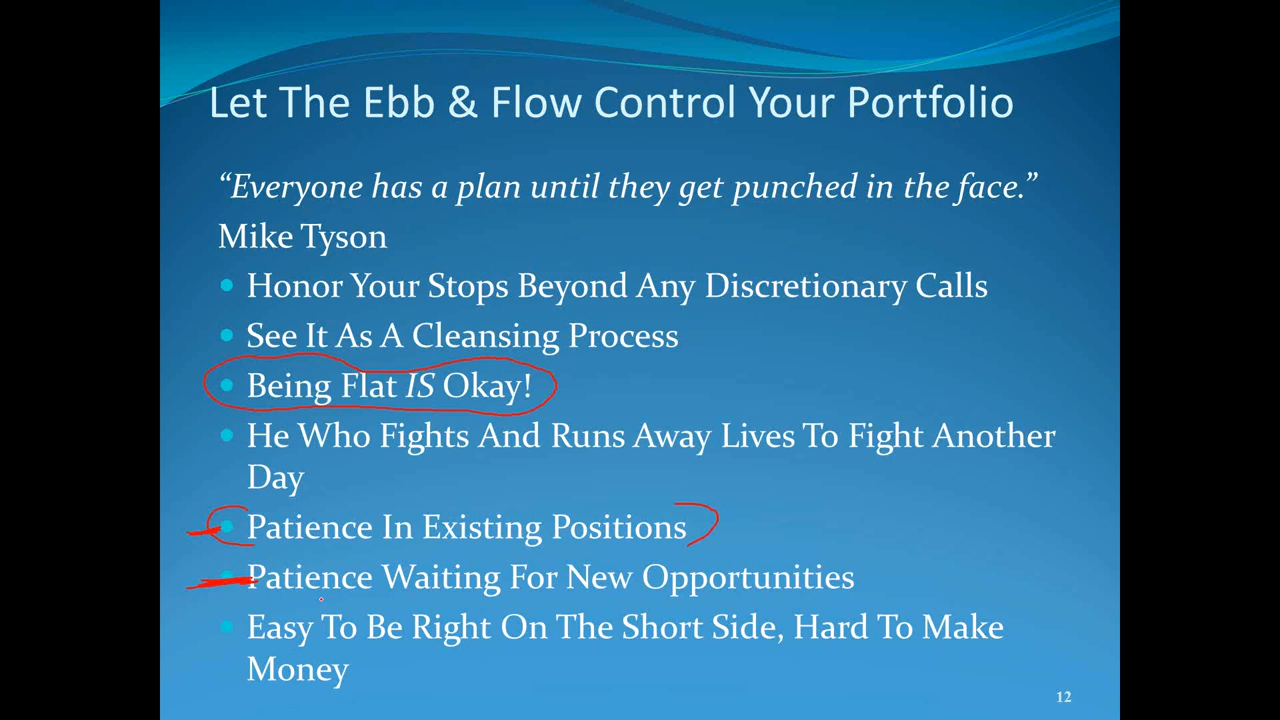 Let The Ebb & Flow Control Your Portfolio
“Everyone has a plan until they get punched in the face.”
Mike Tyson
Honor Your Stops Beyond Any Discretionary Calls
See It As A Cleansing Process
Being Flat IS Okay!
He Who Fights And Runs Away Lives To Fight Another
Day
Patience In Existing Positions
Patience Waiting For New Opportunities
Easy To Be Right On The Short Side, Hard To Make
Money
12